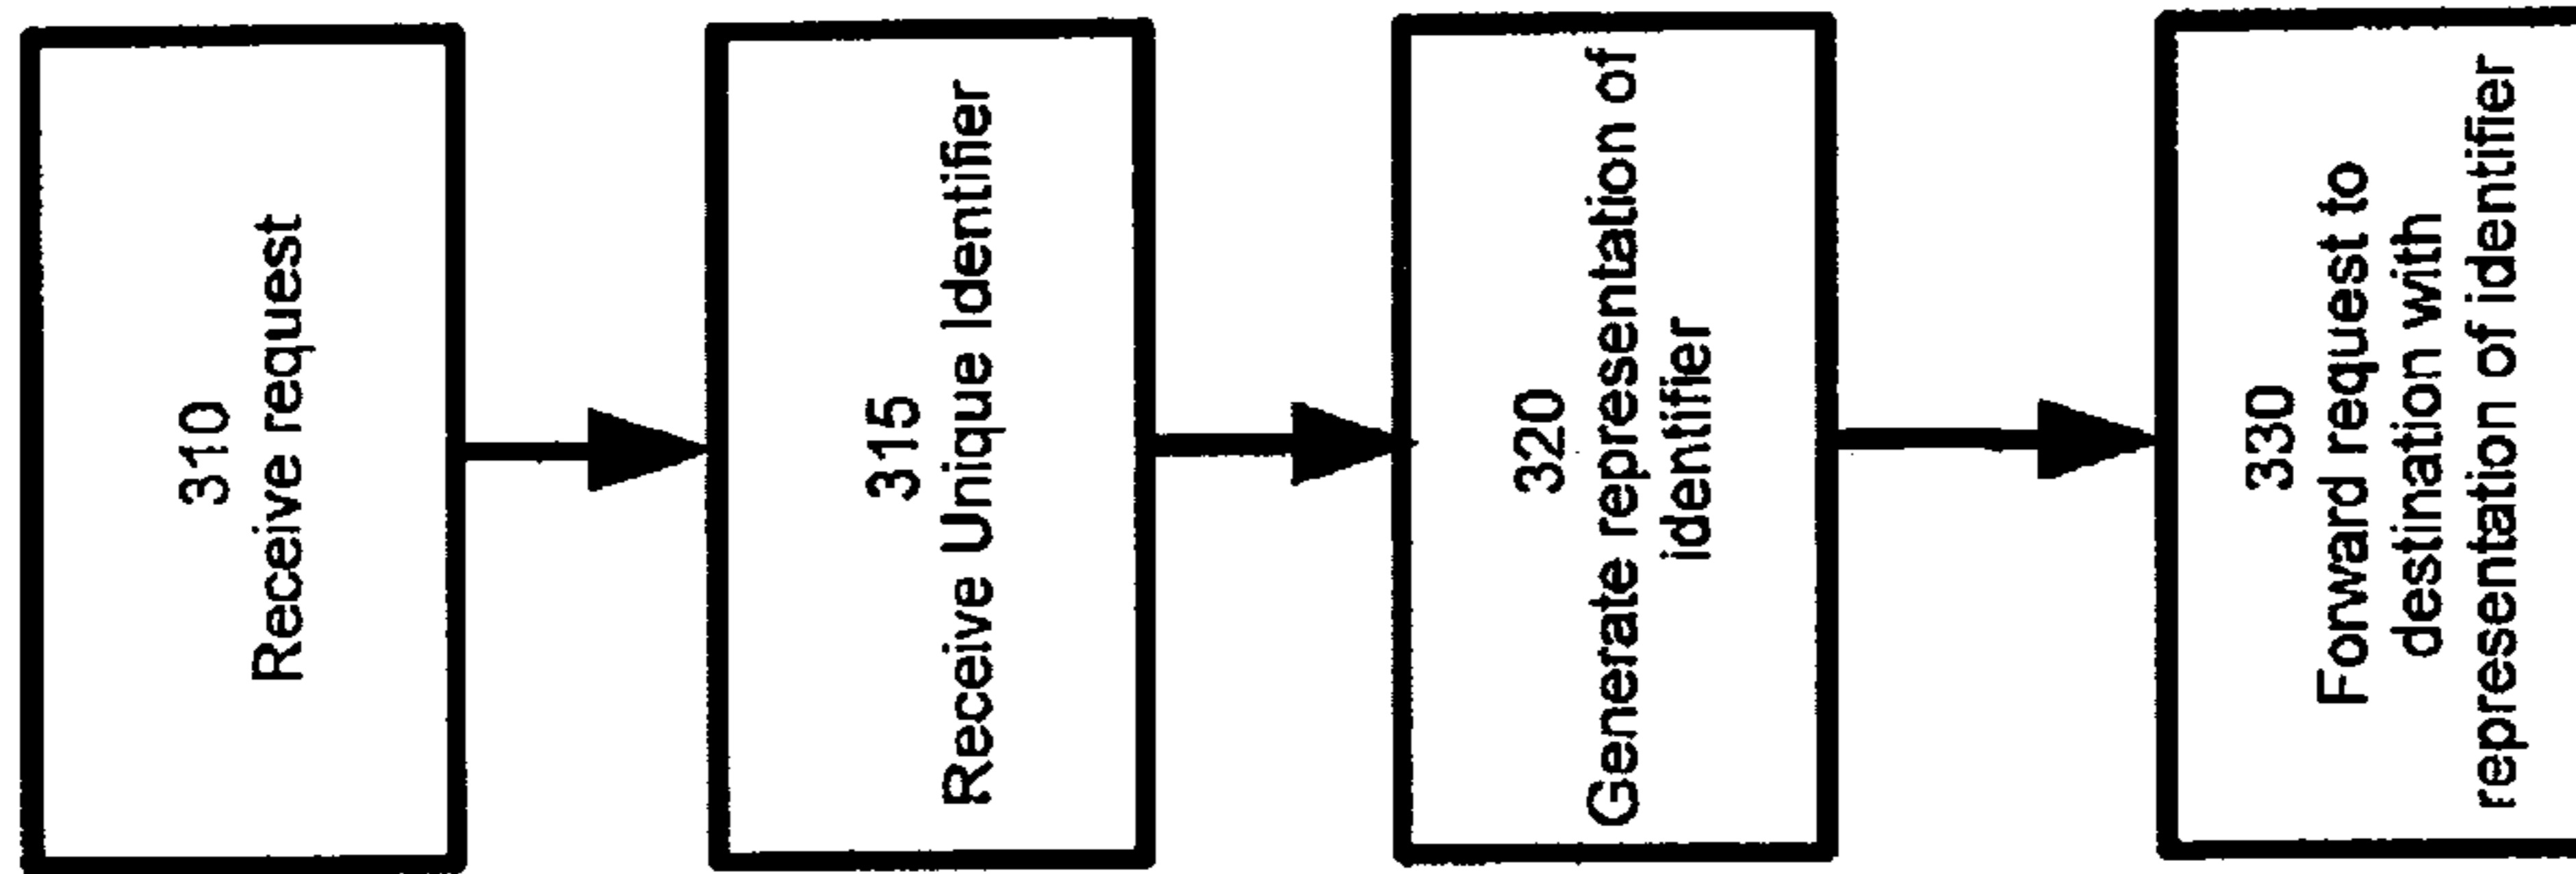 310
Receive request
315
Receive Unique Identifier
320
Generate representation of
identifier
330
Forward request to
destination with
representation of identifier